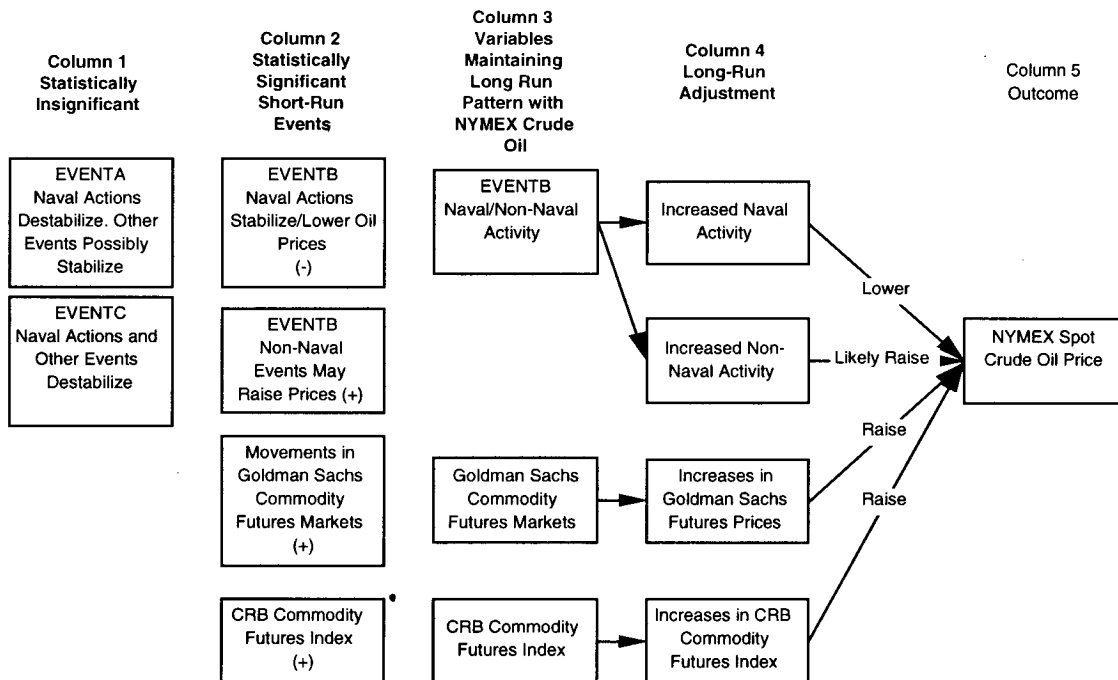 Column 1
Statistically
Insignificant
Column 2
Statistically
Significant
Short-Run
Events
Column 3
Variables
Maintaining
Long Run
Pattern with
NYMEX Crude
Oil
Column 4
Long-Run
Adjustment
Column 5
Outcome
EVENTA
Naval Actions
Destabilize. Other
Events Possibly
Stabilize
EVENTC
Naval Actions and
Other Events
Destabilize
EVENTB
Naval Actions
Stabilize/Lower Oil
Prices
(-)
EVENTB
Non-Naval
Events May
Raise Prices (+)
Movements in
Goldman Sachs
Commodity
Futures Markets
(+)
CRB Commodity
Futures Index
(+)
EVENTB
Naval/Non-Naval
Activity
Goldman Sachs
Commodity
Futures Markets
CRB Commodity
Futures Index
Increased Naval
Activity
Increased Non-
Naval Activity
Increases in
Goldman Sachs
Futures Prices
Increases in CRB
Commodity
Futures Index
Lower
Likely Raise
Raise
Raise
NYMEX Spot
Crude Oil Price